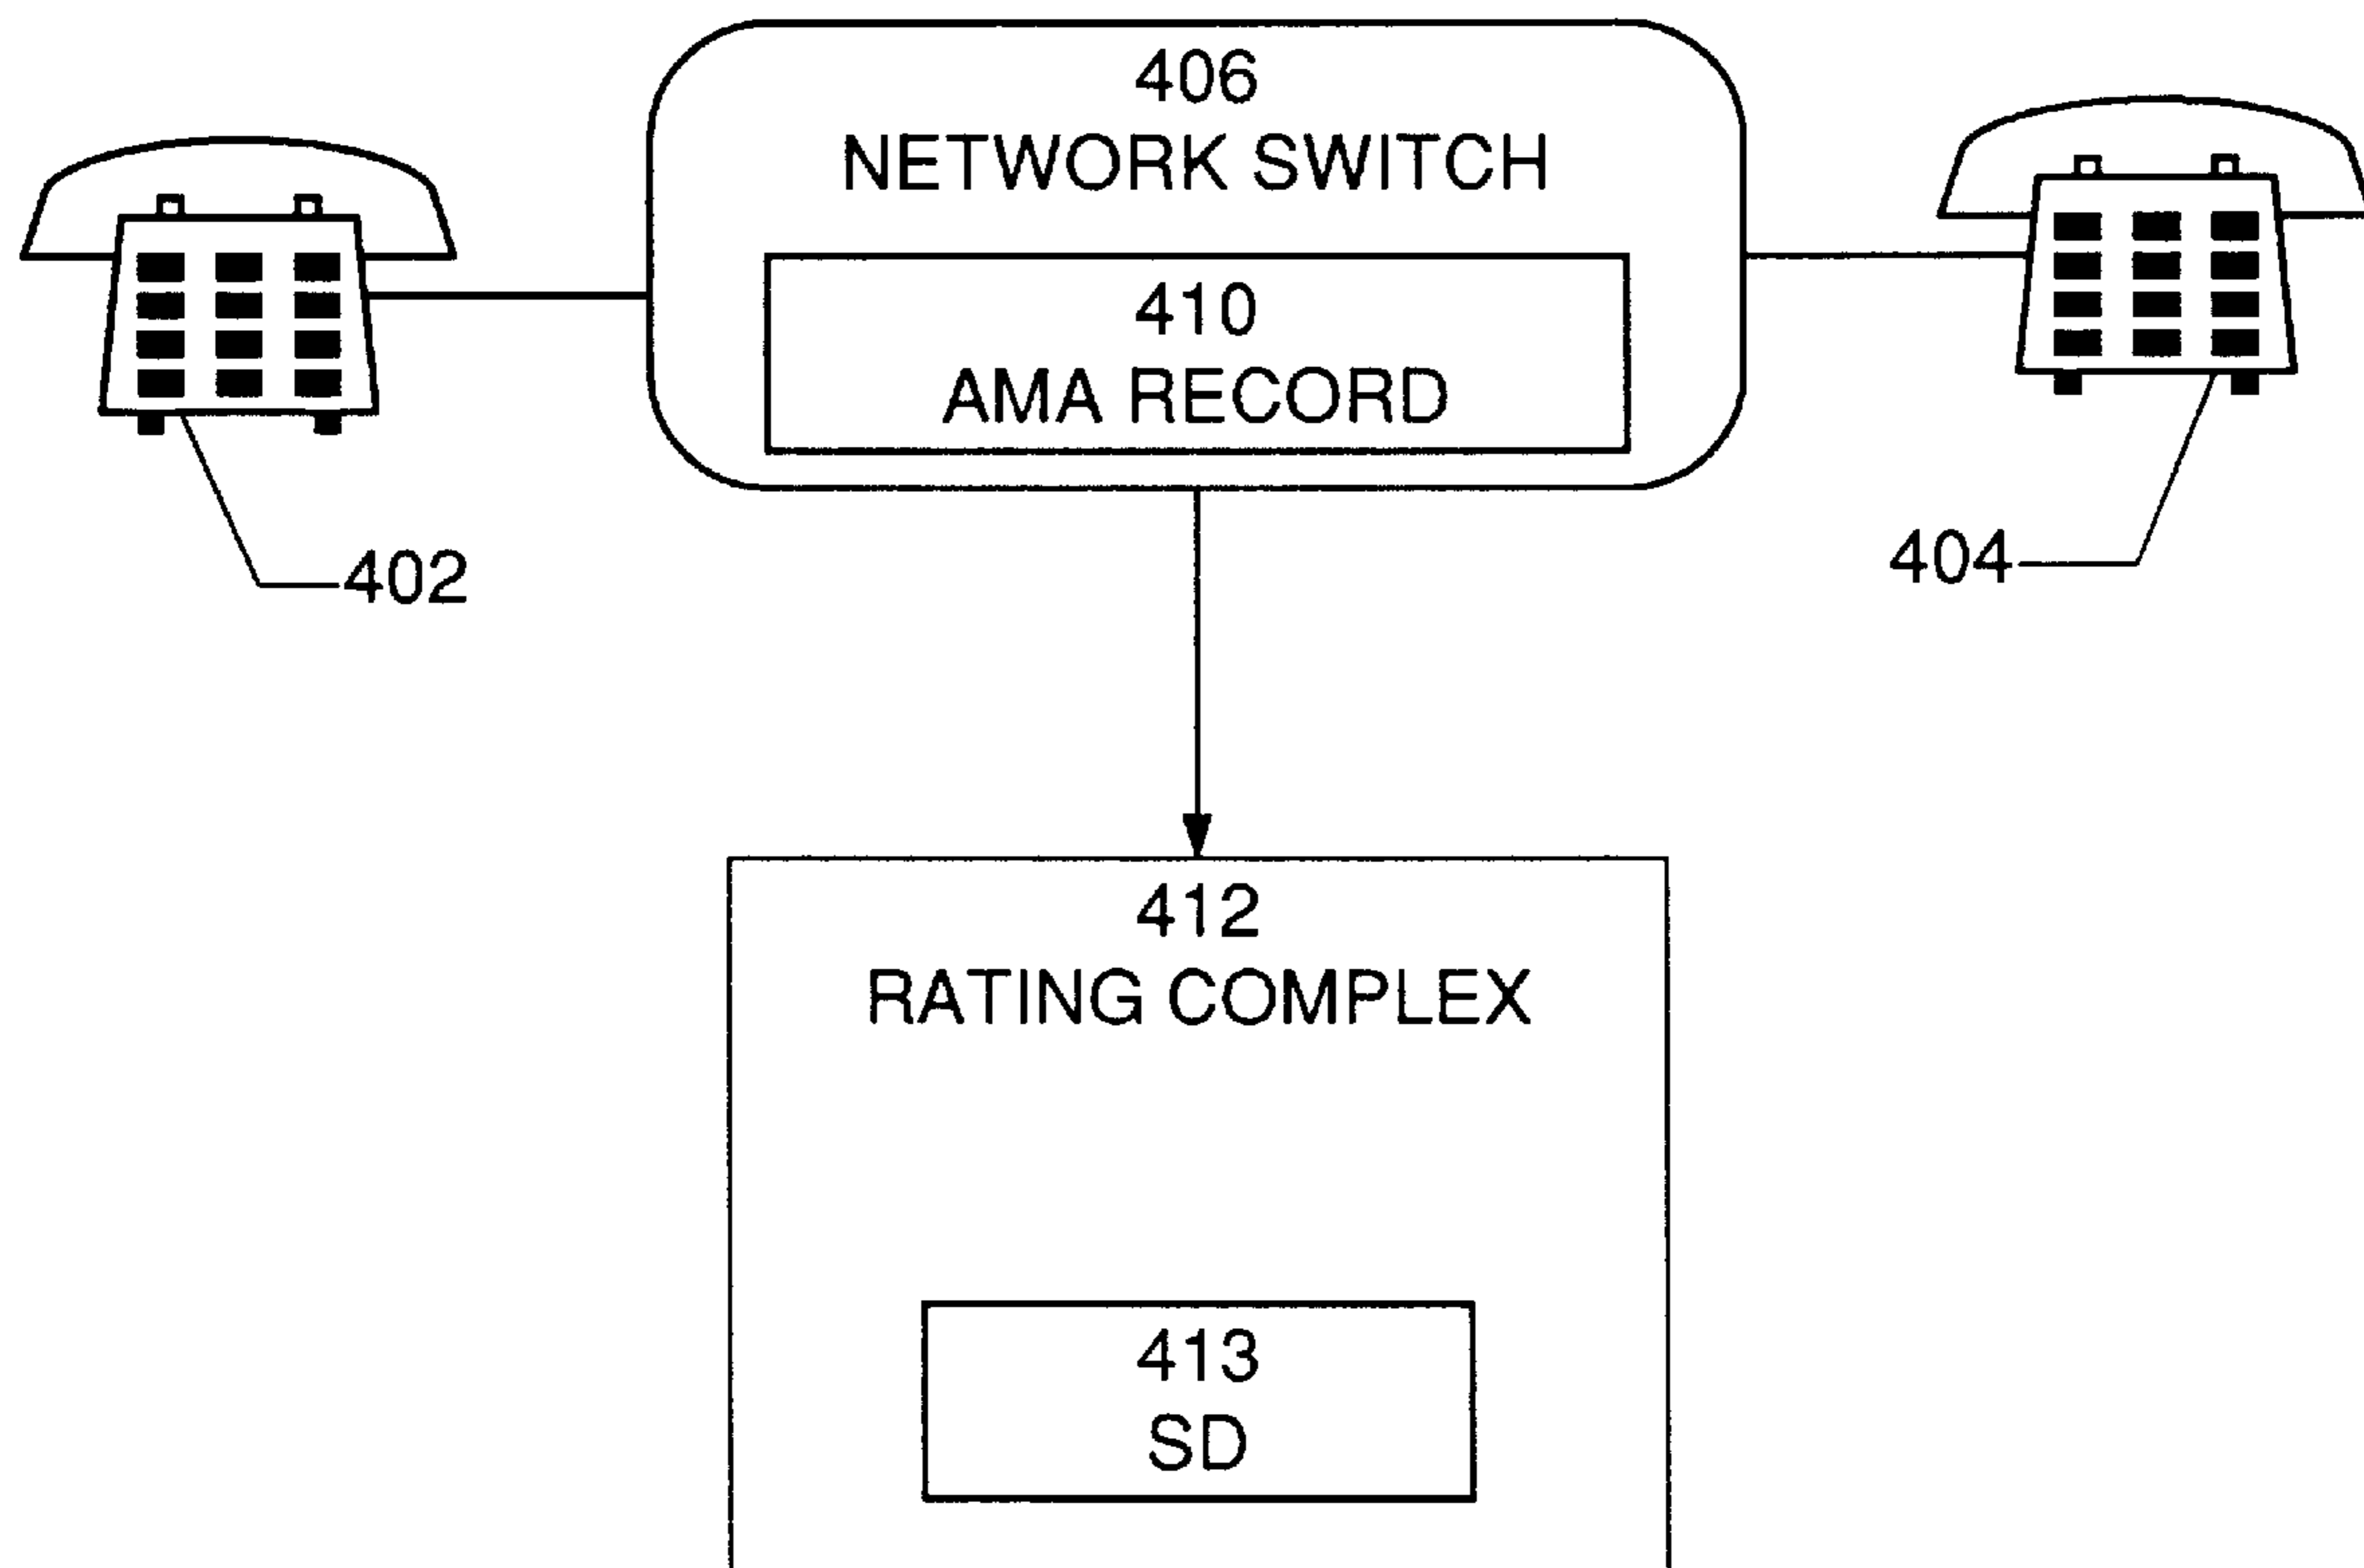 406
NETWORK SWITCH
410
AMA RECORD
402
404
412
RATING COMPLEX
413
SD